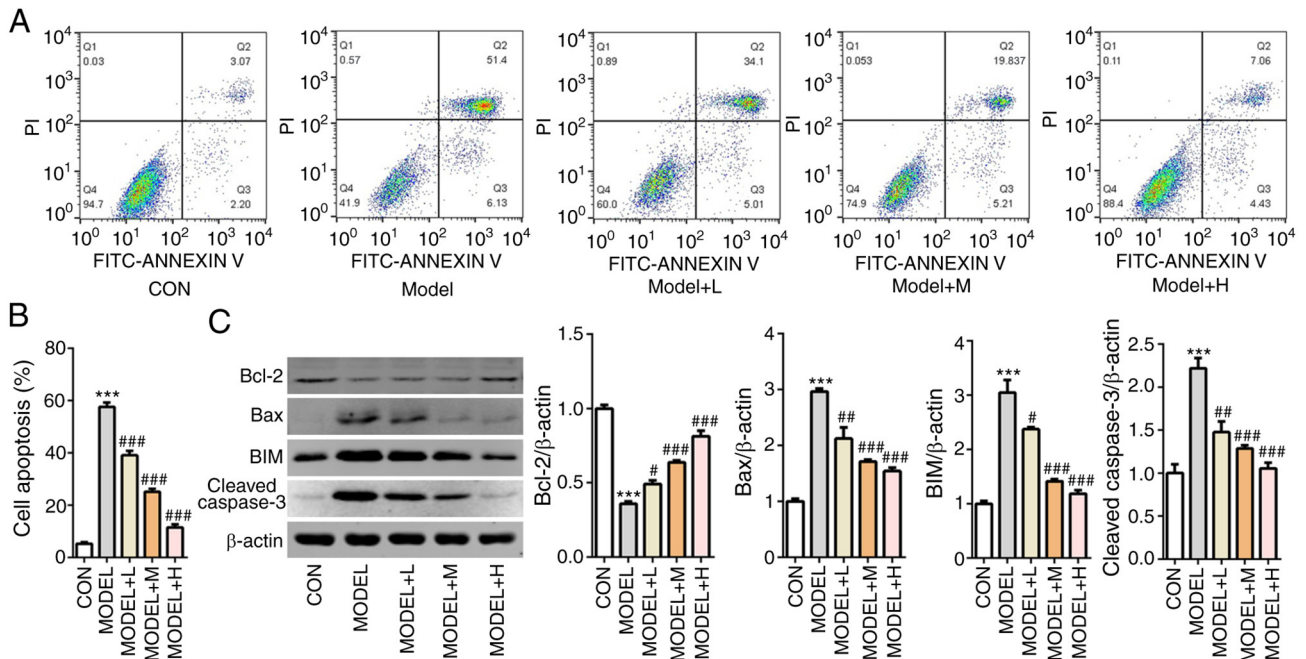 A
10⁴ 10³ 10² 10¹ 10⁰
PI
Q1 0.03
Q2 3.07
Q4 94.7
Q3 2.20
10⁰ 10¹ 10² 10³ 10⁴
FITC-ANNEXIN V
CON
10⁴ 10³ 10² 10¹ 10⁰
PI
Q1 0.57
Q2 51.4
Q4 41.9
Q3 6.13
10⁰ 10¹ 10² 10³ 10⁴
FITC-ANNEXIN V
Model
10⁴ 10³ 10² 10¹ 10⁰
PI
Q1 0.89
Q2 34.1
Q4 60.0
Q3 5.01
10⁰ 10¹ 10² 10³ 10⁴
FITC-ANNEXIN V
Model+L
10⁴ 10³ 10² 10¹ 10⁰
PI
Q1 0.053
Q2 19.837
Q4 74.9
Q3 5.21
10⁰ 10¹ 10² 10³ 10⁴
FITC-ANNEXIN V
Model+M
10⁴ 10³ 10² 10¹ 10⁰
PI
Q1 0.11
Q2 7.06
Q4 88.4
Q3 4.43
10⁰ 10¹ 10² 10³ 10⁴
FITC-ANNEXIN V
Model+H
B
Cell apoptosis (%)
80
60
40
20
0
***
###
###
###
CON
MODEL
MODEL+L
MODEL+M
MODEL+H
C
Bcl-2
Bax
BIM
Cleaved
caspase-3
β-actin
CON
MODEL
MODEL+L
MODEL+M
MODEL+H
Bcl-2/β-actin
1.5
1.0
0.5
0.0
***
#
###
###
CON
MODEL
MODEL+L
MODEL+M
MODEL+H
Bax/β-actin
4
3
2
1
0
***
##
###
###
CON
MODEL
MODEL+L
MODEL+M
MODEL+H
BIM/β-actin
4
3
2
1
0
***
#
###
###
CON
MODEL
MODEL+L
MODEL+M
MODEL+H
Cleaved caspase-3/β-actin
2.5
2.0
1.5
1.0
0.5
0.0
***
##
###
###
CON
MODEL
MODEL+L
MODEL+M
MODEL+H